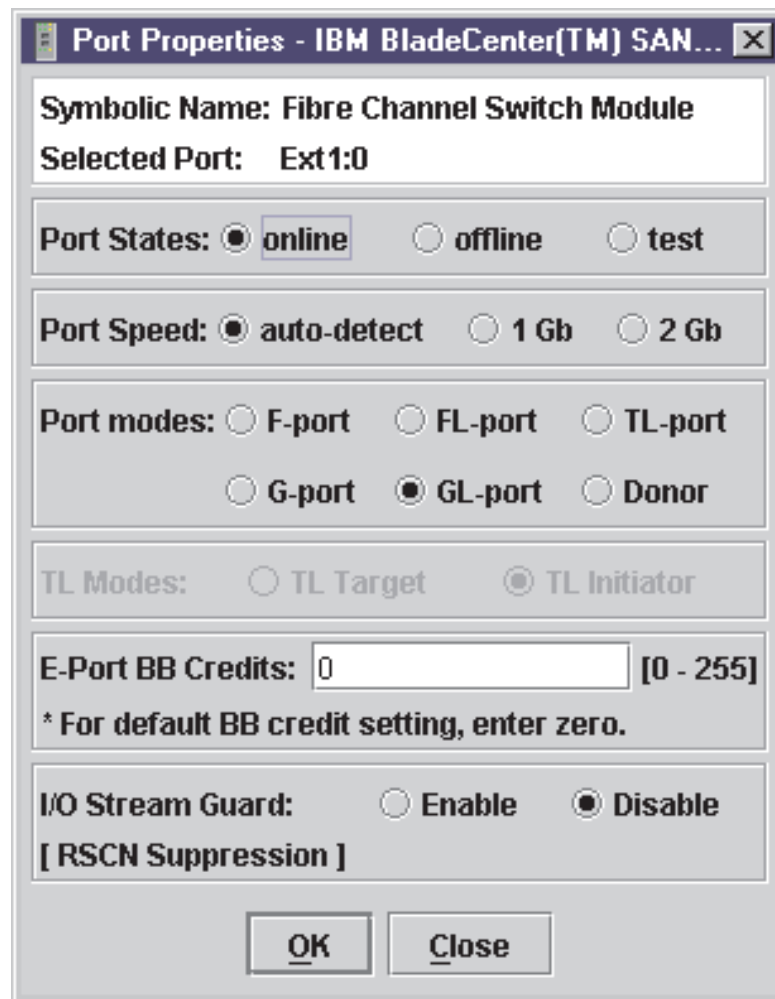 Port Properties - IBM BladeCenter(TM) SAN...
Symbolic Name: Fibre Channel Switch Module
Selected Port: Ext1:0
Port States: online offline test
Port Speed: auto-detect 1 Gb 2 Gb
Port modes: F-port FL-port TL-port
G-port GL-port Donor
TL Modes: TL Target TL Initiator
E-Port BB Credits: 0 [0 - 255]
* For default BB credit setting, enter zero.
I/O Stream Guard: Enable Disable
[ RSCN Suppression ]
OK Close